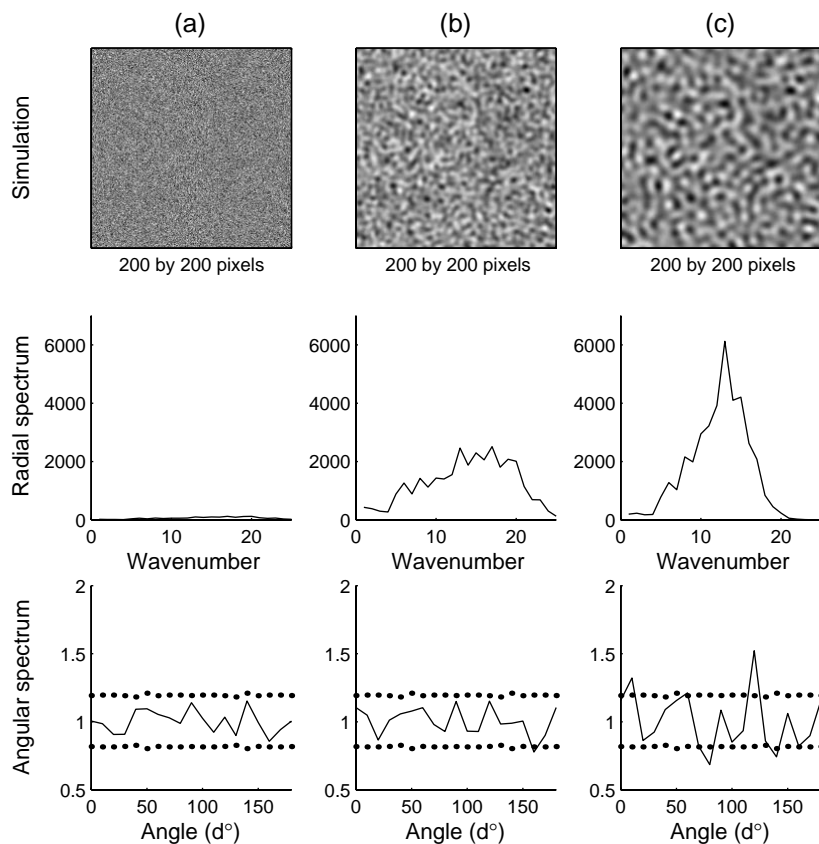 (a) (b) (c)
Simulation
200 by 200 pixels 200 by 200 pixels 200 by 200 pixels
Radial spectrum
6000 6000 6000
4000 4000 4000
2000 2000 2000
0 0 0
0 10 20 0 10 20 0 10 20
Wavenumber Wavenumber Wavenumber
Angular spectrum
2 2 2
1.5 1.5 1.5
1 1 1
0.5 0.5 0.5
0 50 100 150 0 50 100 150 0 50 100 150
Angle (d°) Angle (d°) Angle (d°)